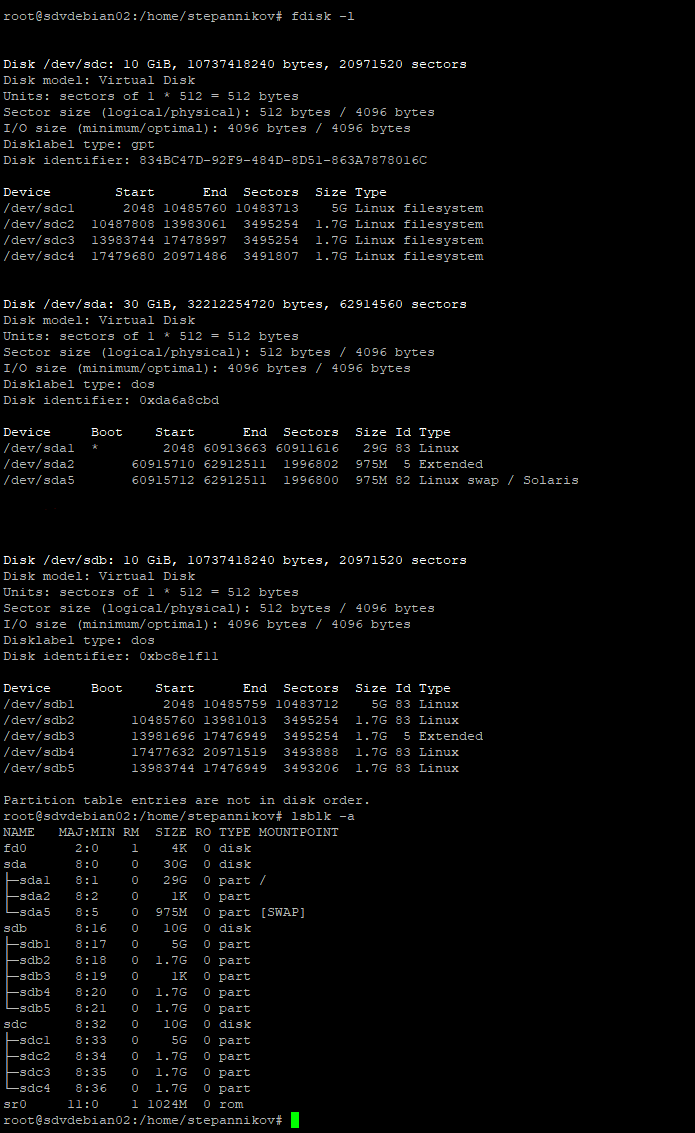 root@sdvdebian02:/home/stepannikov# fdisk -l
Disk /dev/sdc: 10 GiB, 10737418240 bytes, 20971520 sectors
Disk model: Virtual Disk
Units: sectors of 1 * 512 = 512 bytes
Sector size (logical/physical): 512 bytes / 4096 bytes
I/O size (minimum/optimal): 4096 bytes / 4096 bytes
Disklabel type: gpt
Disk identifier: 834BC47D-92F9-484D-8D51-863A7878016C
Device        Start      End  Sectors  Size Type
/dev/sdc1      2048 10485760 10483713    5G Linux filesystem
/dev/sdc2  10487808 13983061  3495254  1.7G Linux filesystem
/dev/sdc3  13983744 17478997  3495254  1.7G Linux filesystem
/dev/sdc4  17479680 20971486  3491807  1.7G Linux filesystem
Disk /dev/sda: 30 GiB, 32212254720 bytes, 62914560 sectors
Disk model: Virtual Disk
Units: sectors of 1 * 512 = 512 bytes
Sector size (logical/physical): 512 bytes / 4096 bytes
I/O size (minimum/optimal): 4096 bytes / 4096 bytes
Disklabel type: dos
Disk identifier: 0xda6a8cbd
Device     Boot    Start      End  Sectors  Size Id Type
/dev/sda1  *        2048 60913663 60911616   29G 83 Linux
/dev/sda2       60915710 62912511  1996802  975M  5 Extended
/dev/sda5       60915712 62912511  1996800  975M 82 Linux swap / Solaris
Disk /dev/sdb: 10 GiB, 10737418240 bytes, 20971520 sectors
Disk model: Virtual Disk
Units: sectors of 1 * 512 = 512 bytes
Sector size (logical/physical): 512 bytes / 4096 bytes
I/O size (minimum/optimal): 4096 bytes / 4096 bytes
Disklabel type: dos
Disk identifier: 0xbc8e1f11
Device     Boot    Start      End  Sectors  Size Id Type
/dev/sdb1           2048 10485759 10483712    5G 83 Linux
/dev/sdb2       10485760 13981013  3495254  1.7G 83 Linux
/dev/sdb3       13981696 17476949  3495254  1.7G  5 Extended
/dev/sdb4       17477632 20971519  3493888  1.7G 83 Linux
/dev/sdb5       13983744 17476949  3493206  1.7G 83 Linux
Partition table entries are not in disk order.
root@sdvdebian02:/home/stepannikov# lsblk -a
NAME   MAJ:MIN RM  SIZE RO TYPE MOUNTPOINT
fd0      2:0    1    4K  0 disk
sda      8:0    0   30G  0 disk
├─sda1   8:1    0   29G  0 part /
├─sda2   8:2    0    1K  0 part
└─sda5   8:5    0  975M  0 part [SWAP]
sdb      8:16   0   10G  0 disk
├─sdb1   8:17   0    5G  0 part
├─sdb2   8:18   0  1.7G  0 part
├─sdb3   8:19   0    1K  0 part
├─sdb4   8:20   0  1.7G  0 part
└─sdb5   8:21   0  1.7G  0 part
sdc      8:32   0   10G  0 disk
├─sdc1   8:33   0    5G  0 part
├─sdc2   8:34   0  1.7G  0 part
├─sdc3   8:35   0  1.7G  0 part
└─sdc4   8:36   0  1.7G  0 part
sr0     11:0    1 1024M  0 rom
root@sdvdebian02:/home/stepannikov#